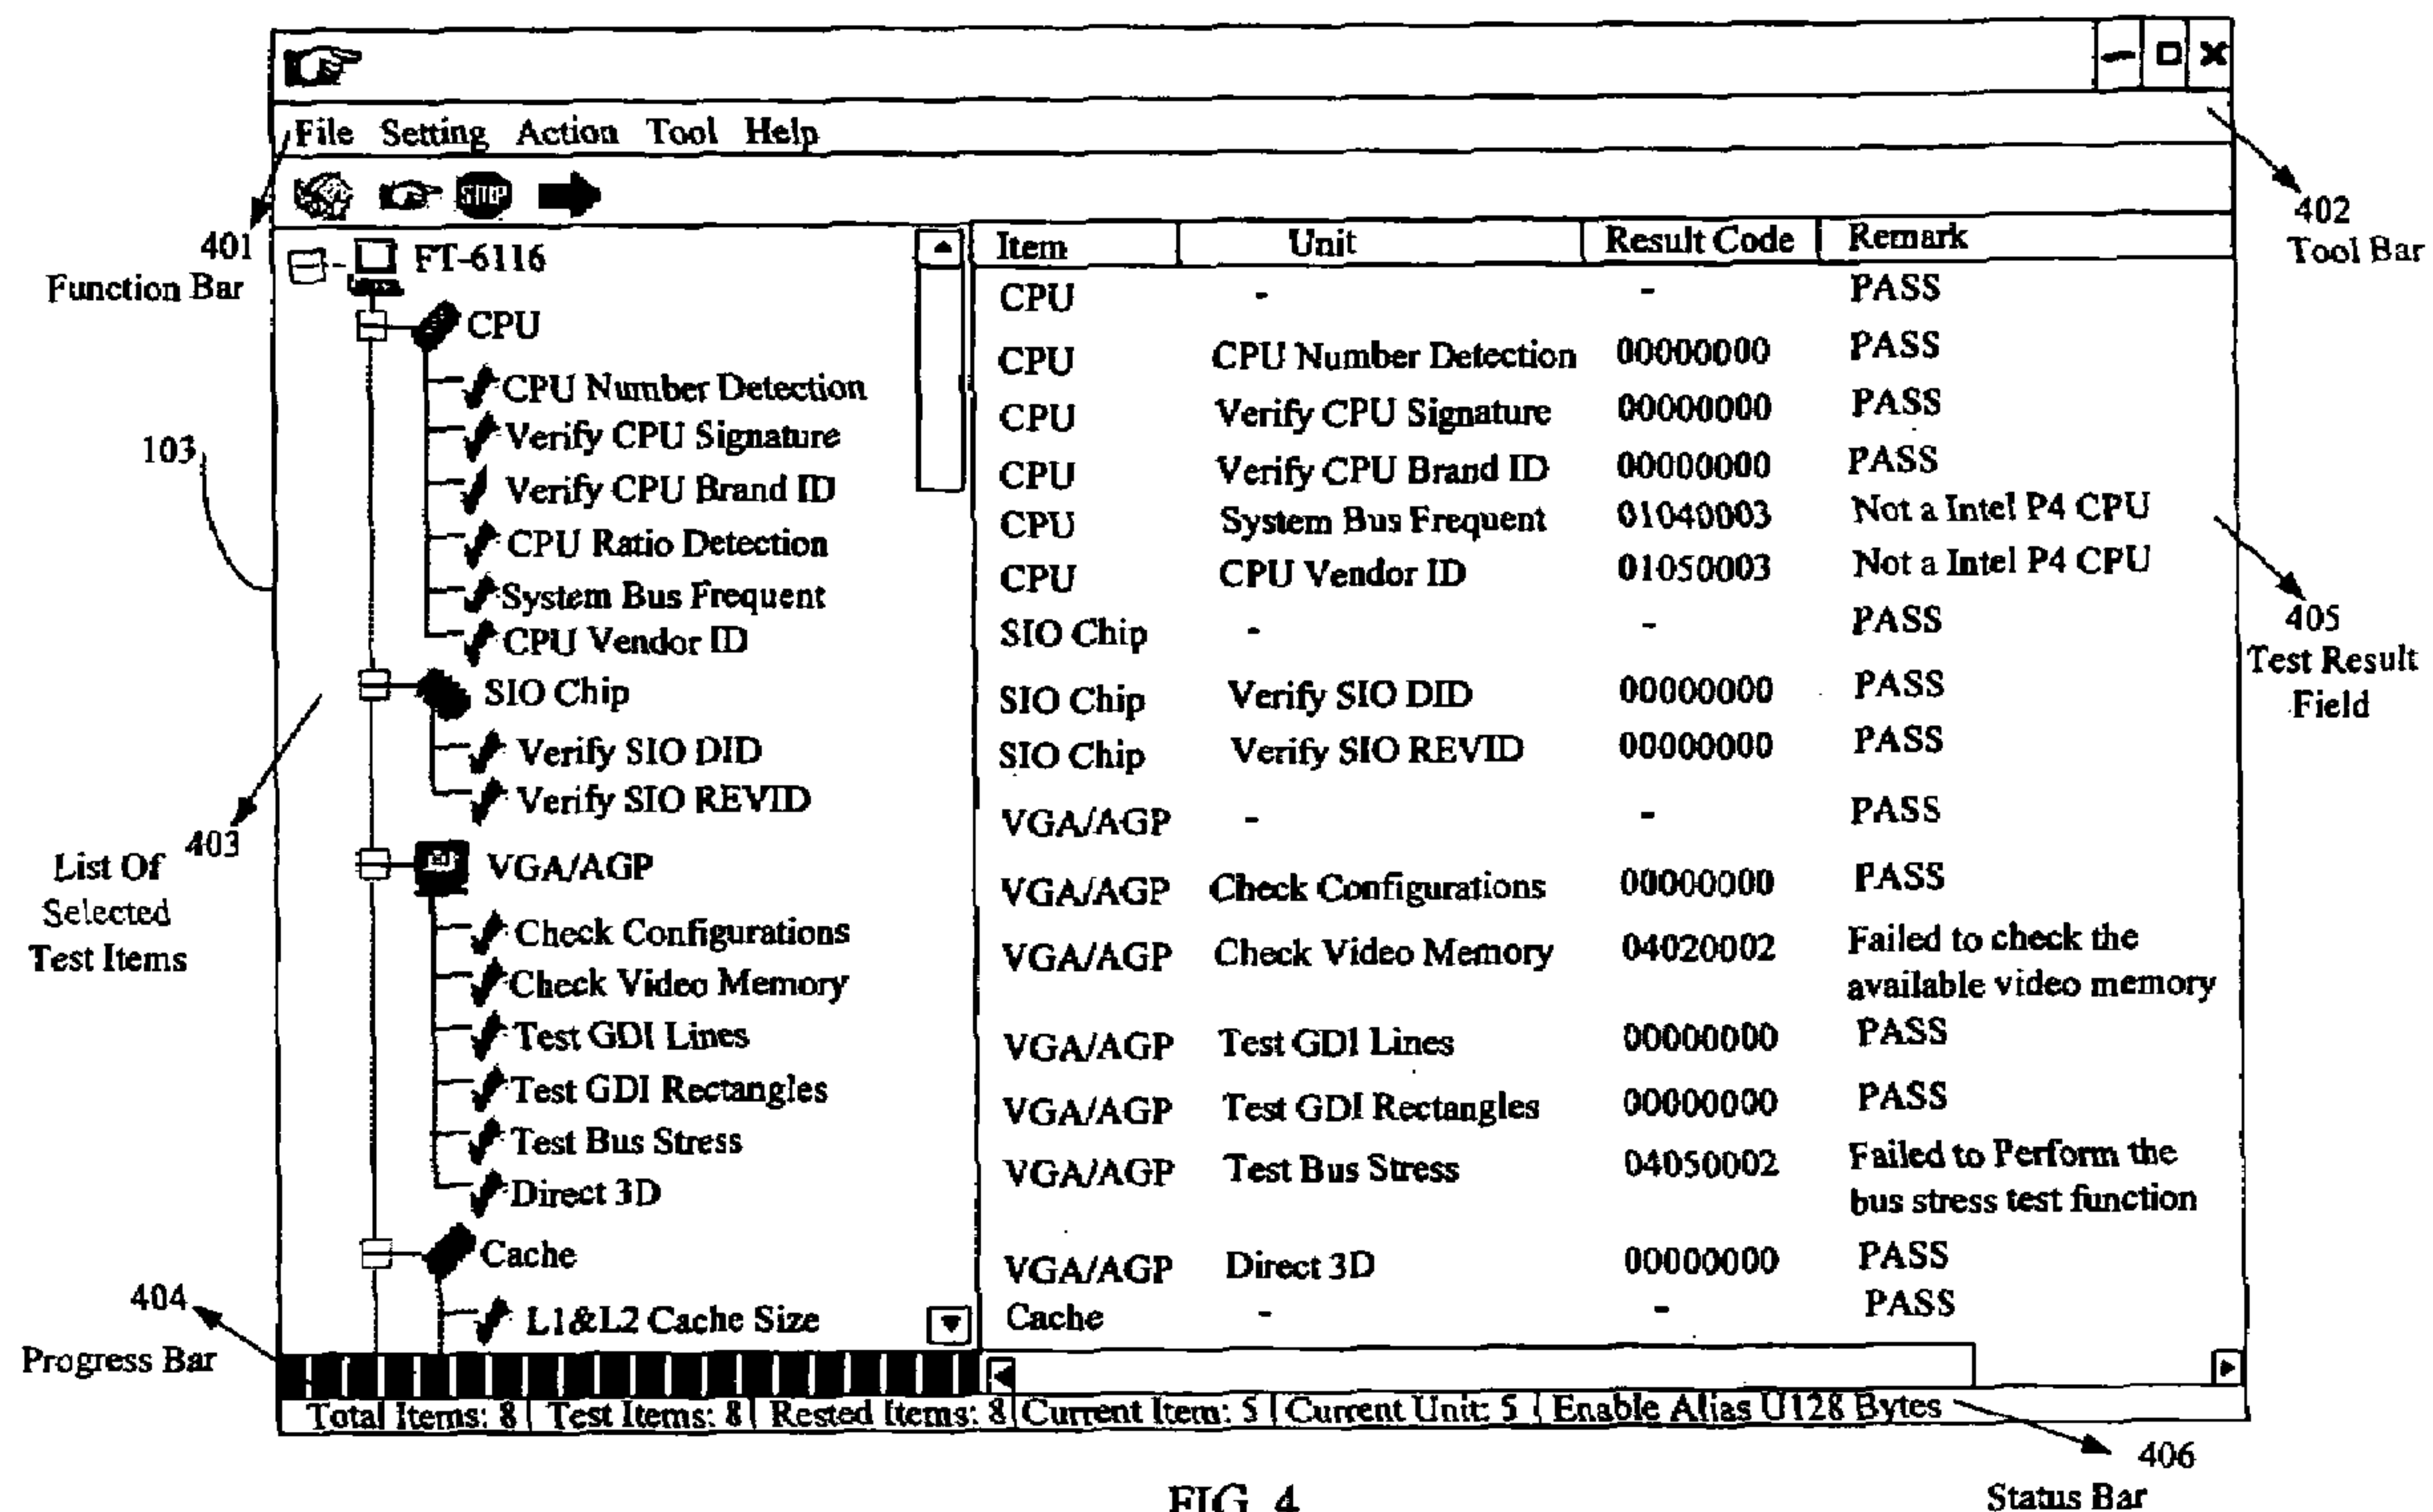 File Setting Action Tool Help
STOP
401
Function Bar
402
Tool Bar
FT-6116
CPU
CPU Number Detection
Verify CPU Signature
Verify CPU Brand ID
CPU Ratio Detection
System Bus Frequent
CPU Vendor ID
SIO Chip
Verify SIO DID
Verify SIO REVID
VGA/AGP
Check Configurations
Check Video Memory
Test GDI Lines
Test GDI Rectangles
Test Bus Stress
Direct 3D
Cache
L1&L2 Cache Size
103
403
List Of
Selected
Test Items
404
Progress Bar
Item Unit Result Code Remark
CPU - - PASS
CPU CPU Number Detection 00000000 PASS
CPU Verify CPU Signature 00000000 PASS
CPU Verify CPU Brand ID 00000000 PASS
CPU System Bus Frequent 01040003 Not a Intel P4 CPU
CPU CPU Vendor ID 01050003 Not a Intel P4 CPU
SIO Chip - - PASS
SIO Chip Verify SIO DID 00000000 PASS
SIO Chip Verify SIO REVID 00000000 PASS
VGA/AGP - - PASS
VGA/AGP Check Configurations 00000000 PASS
VGA/AGP Check Video Memory 04020002 Failed to check the
available video memory
VGA/AGP Test GDI Lines 00000000 PASS
VGA/AGP Test GDI Rectangles 00000000 PASS
VGA/AGP Test Bus Stress 04050002 Failed to Perform the
bus stress test function
VGA/AGP Direct 3D 00000000 PASS
Cache - - PASS
405
Test Result
Field
Total Items: 8 Test Items: 8 Rested Items: 8 Current Item: 5 Current Unit: 5 Enable Alias U128 Bytes
406
Status Bar
FIG. 4